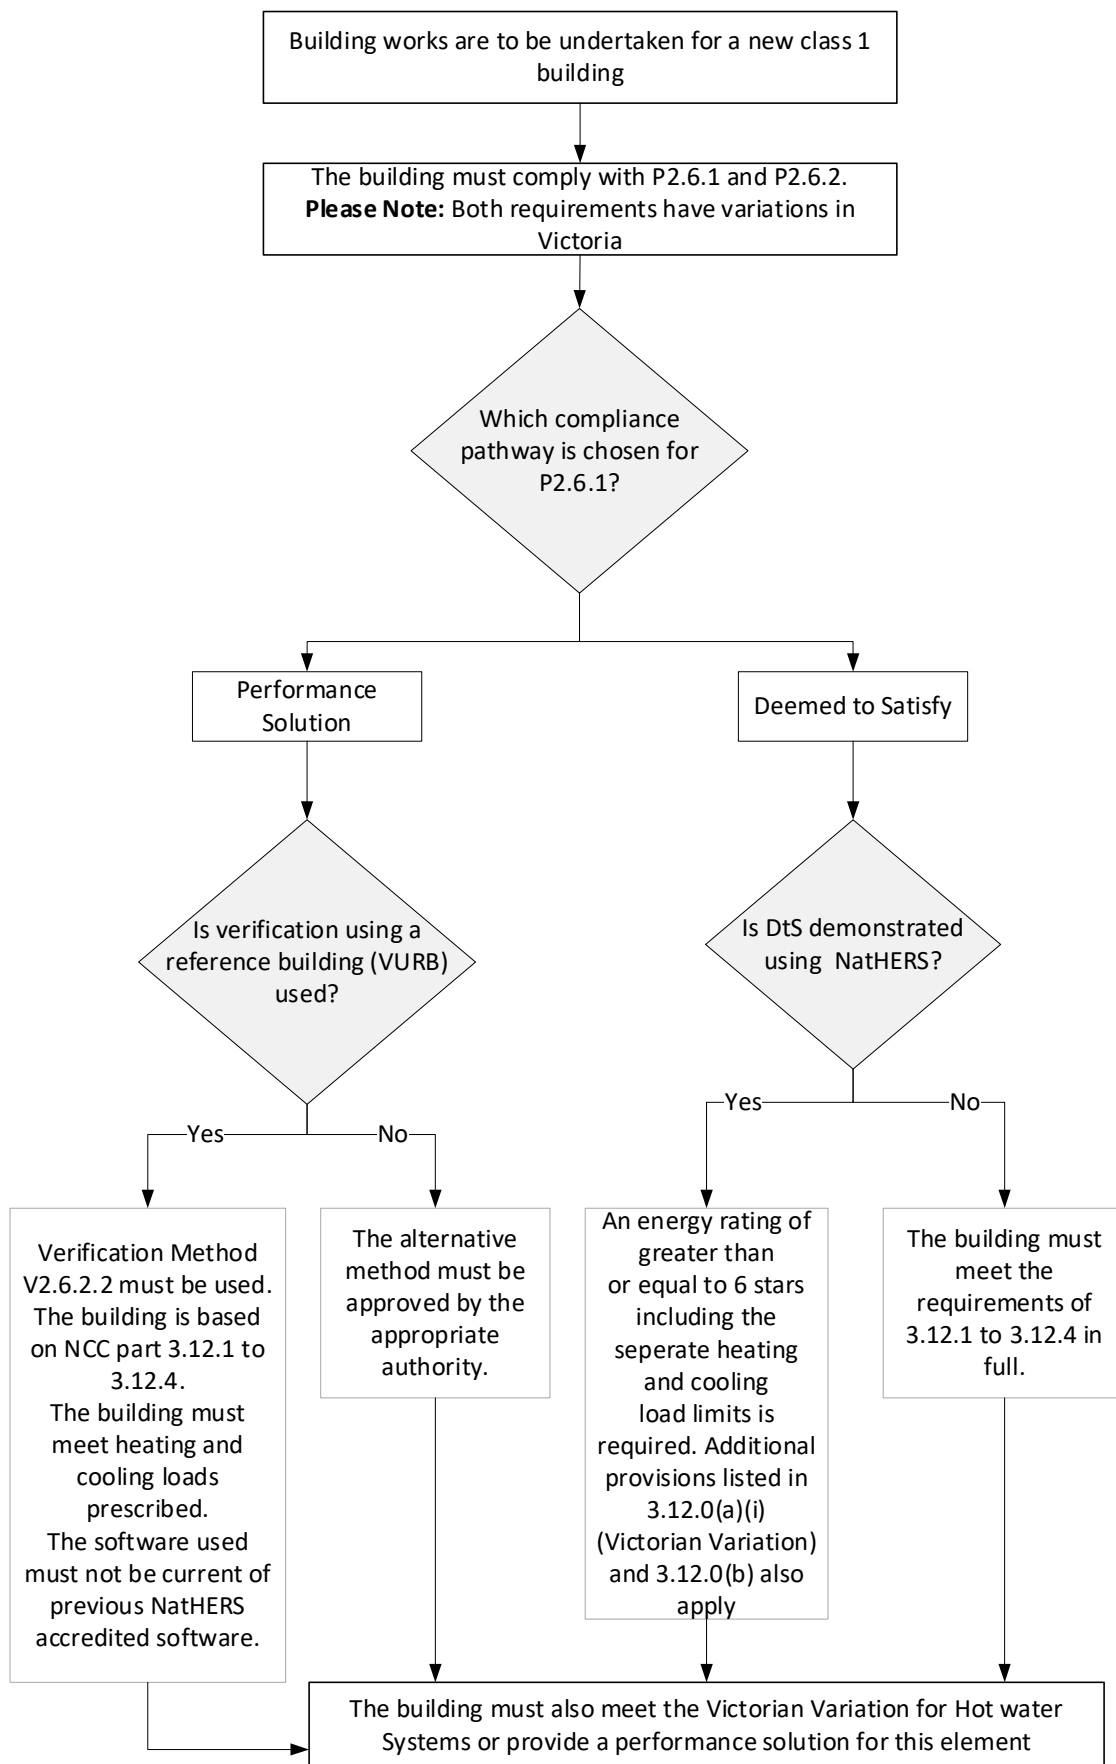 Building works are to be undertaken for a new class 1
building
The building must comply with P2.6.1 and P2.6.2.
Please Note: Both requirements have variations in
Victoria
Which compliance
pathway is chosen for
P2.6.1?
Performance
Solution
Deemed to Satisfy
Is verification using a
reference building (VURB)
used?
Is DtS demonstrated
using NatHERS?
Yes
No
Yes
No
Verification Method
V2.6.2.2 must be used.
The building is based
on NCC part 3.12.1 to
3.12.4.
The building must
meet heating and
cooling loads
prescribed.
The software used
must not be current of
previous NatHERS
accredited software.
The alternative
method must be
approved by the
appropriate
authority.
An energy rating of
greater than
or equal to 6 stars
including the
seperate heating
and cooling
load limits is
required. Additional
provisions listed in
3.12.0(a)(i)
(Victorian Variation)
and 3.12.0(b) also
apply
The building must
meet the
requirements of
3.12.1 to 3.12.4 in
full.
The building must also meet the Victorian Variation for Hot water
Systems or provide a performance solution for this element